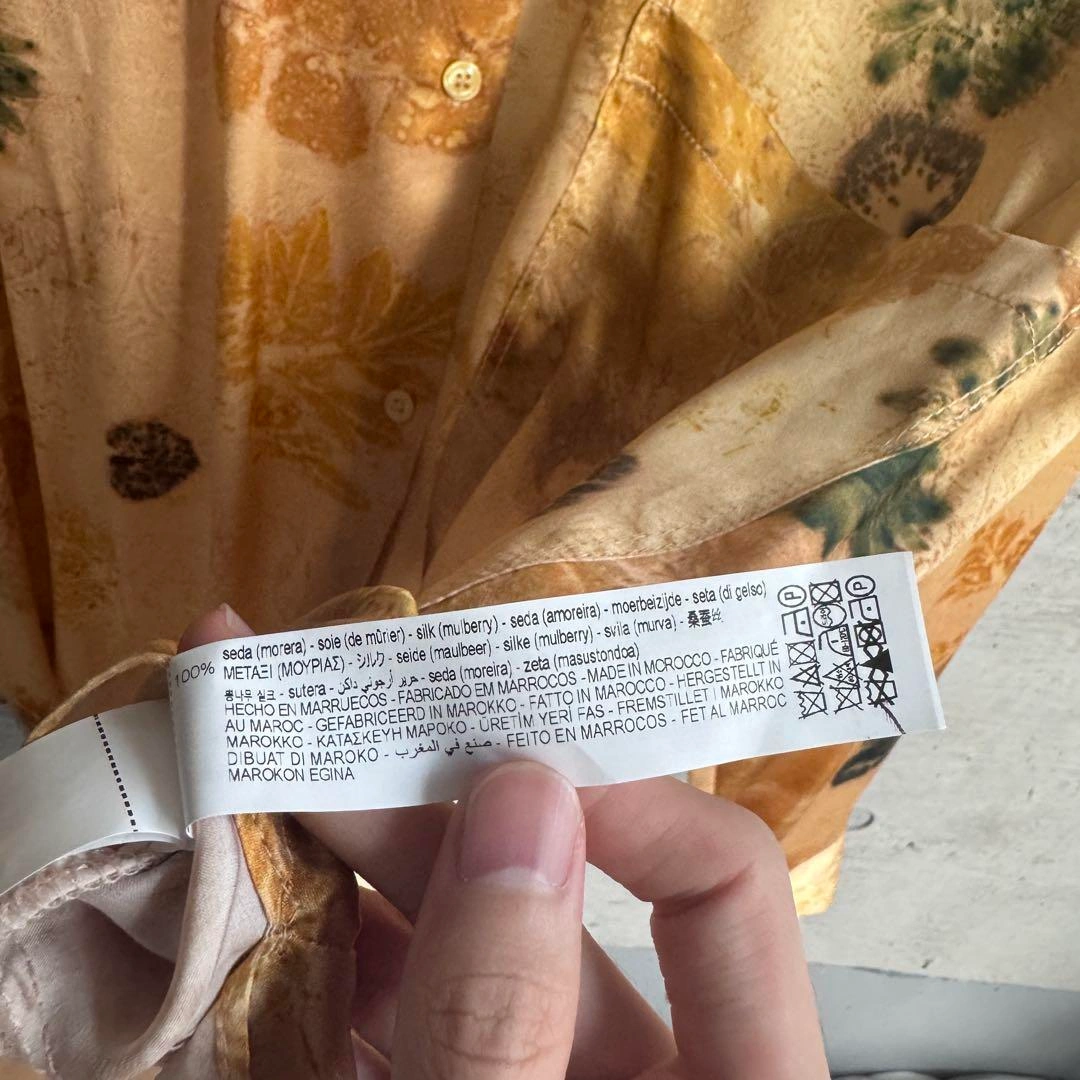 100%
seda (morera) - soie (de mûrier) - silk (mulberry) - seda (amoreira) - moerbeizijde - seta (di gelso)
ΜΕΤΑΞΙ (ΜΟΥΡΙΑΣ) - シルク - seide (maulbeer) - silke (mulberry) - svila (murva) - 桑蚕丝
뽕나무 실크 - sutera - حرير أرجواني داكن - seda (moreira) - zeta (masustondoa)
HECHO EN MARRUECOS - FABRICADO EM MARROCOS - MADE IN MOROCCO - FABRIQUÉ
AU MAROC - GEFABRICEERD IN MAROKKO - FATTO IN MAROCCO - HERGESTELLT IN
MAROKKO - ΚΑΤΑΣΚΕΥΗ ΜΑΡΟΚΟ - ÜRETİM YERİ FAS - FREMSTILLET I MAROKKO
DIBUAT DI MAROKO - صنع في المغرب - FEITO EN MARROCOS - FET AL MARROC
MAROKON EGINA